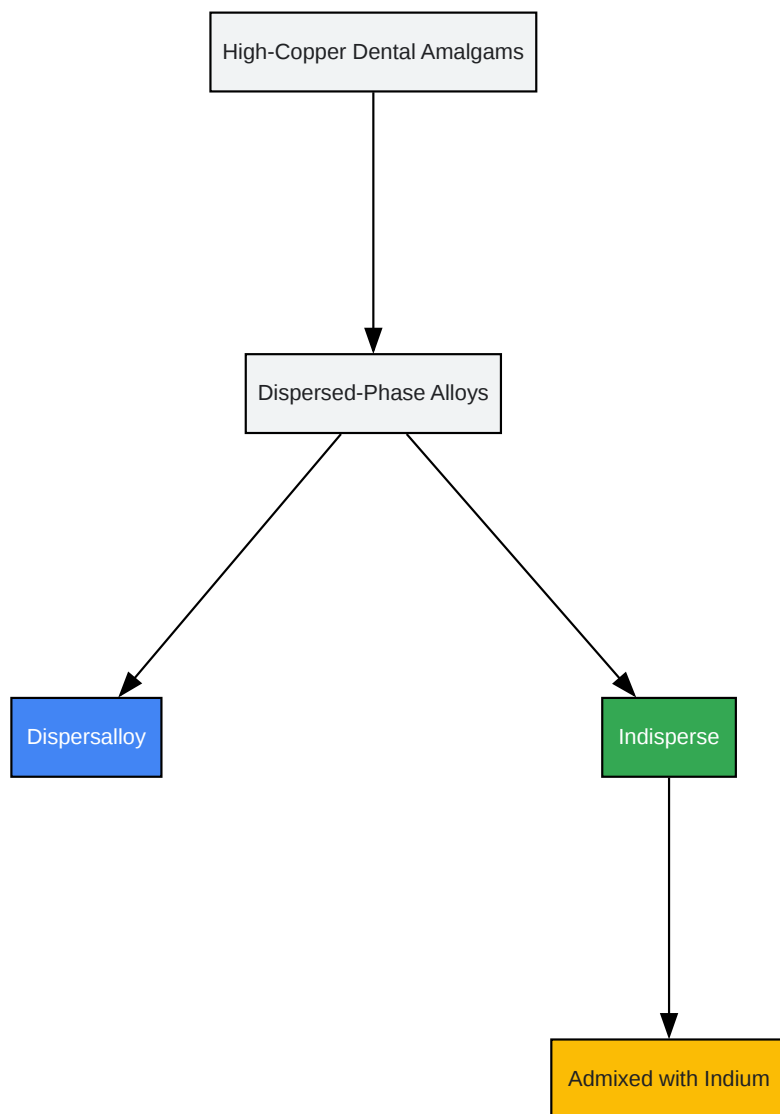 High-Copper Dental Amalgams
Dispersed-Phase Alloys
Dispersalloy
Indisperse
Admixed with Indium